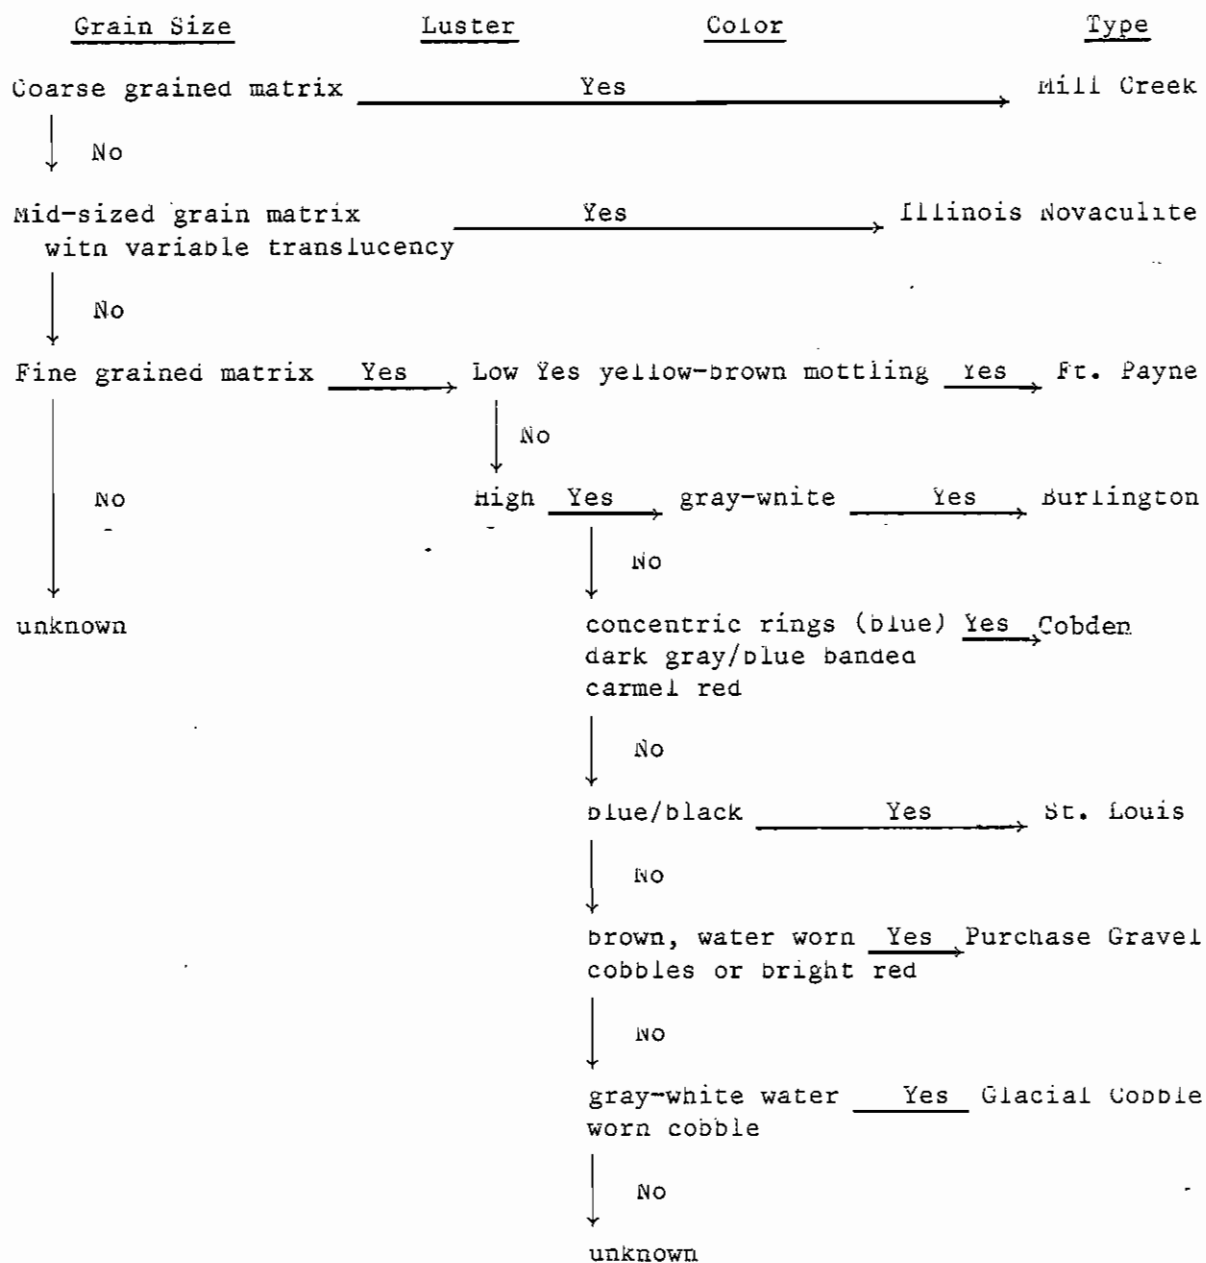 Grain Size Luster Color Type
Coarse grained matrix Yes Mill Creek
No
Mid-sized grain matrix Yes Illinois Novaculite
with variable translucency
No
Fine grained matrix Yes Low Yes yellow-brown mottling Yes Ft. Payne
No
No High Yes gray-white Yes Burlington
No
unknown concentric rings (blue) Yes Cobden
dark gray/blue banded
carmel red
No
blue/black Yes St. Louis
No
brown, water worn Yes Purchase Gravel
cobbles or bright red
No
gray-white water Yes Glacial Cobble
worn cobble
No
unknown